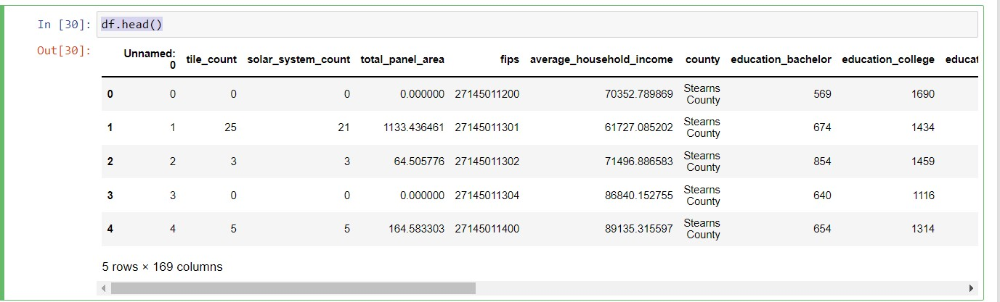 In [30]: df.head()
Out[30]:
Unnamed: 0 tile_count solar_system_count total_panel_area fips average_household_income county education_bachelor education_college educat
0 0 0 0 0.000000 27145011200 70352.789869 Stearns County 569 1690
1 1 25 21 1133.436461 27145011301 61727.085202 Stearns County 674 1434
2 2 3 3 64.505776 27145011302 71496.886583 Stearns County 854 1459
3 3 0 0 0.000000 27145011304 86840.152755 Stearns County 640 1116
4 4 5 5 164.583303 27145011400 89135.315597 Stearns County 654 1314
5 rows × 169 columns